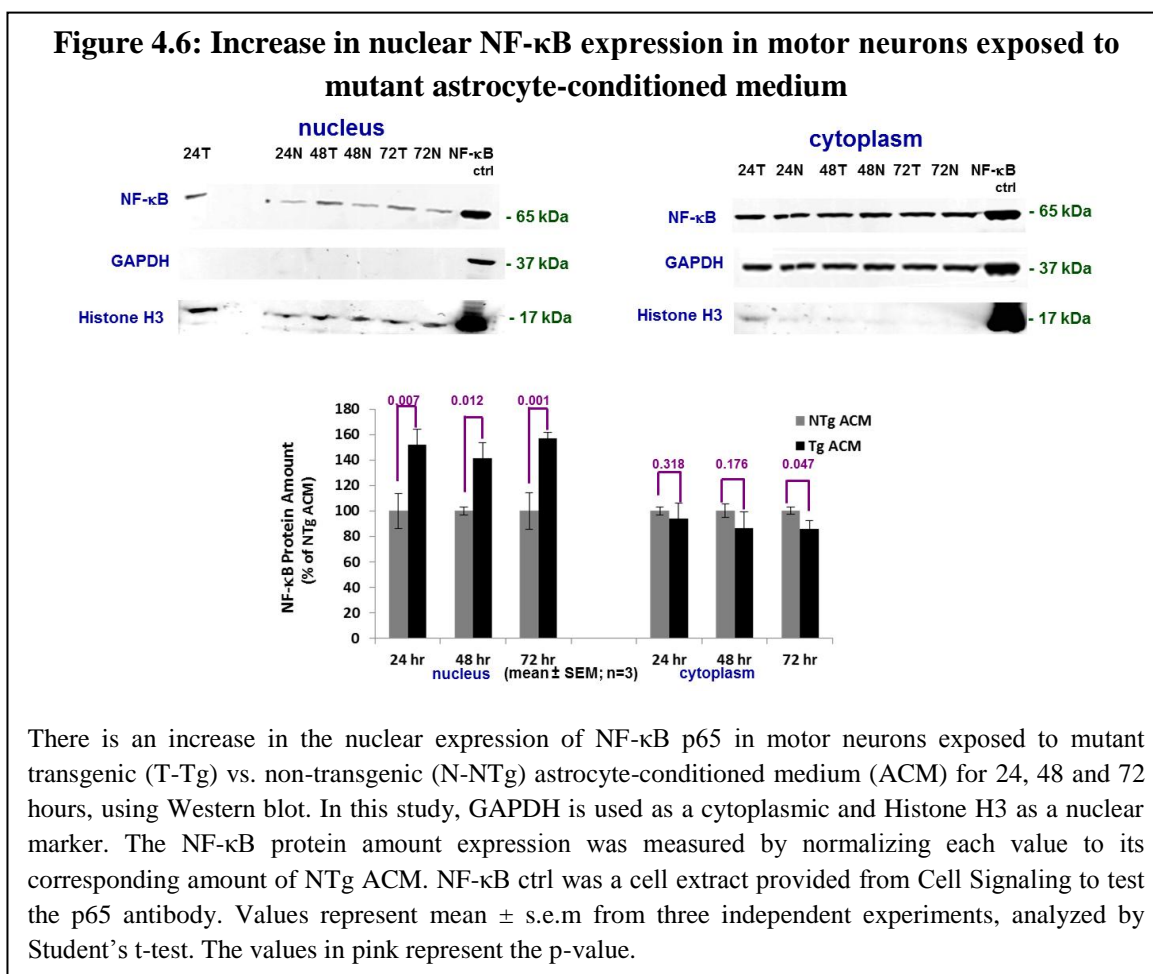 Figure 4.6: Increase in nuclear NF-κB expression in motor neurons exposed to
mutant astrocyte-conditioned medium
nucleus
24T 24N 48T 48N 72T 72N NF-κB
ctrl
NF-κB
- 65 kDa
GAPDH
- 37 kDa
Histone H3
- 17 kDa
cytoplasm
24T 24N 48T 48N 72T 72N NF-κB
ctrl
NF-κB
- 65 kDa
GAPDH
- 37 kDa
Histone H3
- 17 kDa
NF-κB Protein Amount
(% of NTg ACM)
180
160
140
120
100
80
60
40
20
0
0.007 0.012 0.001
0.318 0.176 0.047
NTg ACM
Tg ACM
24 hr 48 hr 72 hr 24 hr 48 hr 72 hr
nucleus (mean ± SEM; n=3) cytoplasm
There is an increase in the nuclear expression of NF-κB p65 in motor neurons exposed to mutant
transgenic (T-Tg) vs. non-transgenic (N-NTg) astrocyte-conditioned medium (ACM) for 24, 48 and 72
hours, using Western blot. In this study, GAPDH is used as a cytoplasmic and Histone H3 as a nuclear
marker. The NF-κB protein amount expression was measured by normalizing each value to its
corresponding amount of NTg ACM. NF-κB ctrl was a cell extract provided from Cell Signaling to test
the p65 antibody. Values represent mean ± s.e.m from three independent experiments, analyzed by
Student’s t-test. The values in pink represent the p-value.